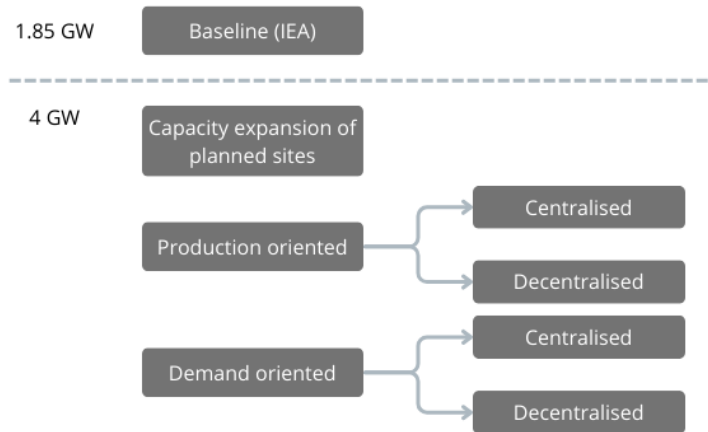 1.85 GW
Baseline (IEA)
4 GW
Capacity expansion of
planned sites
Production oriented
Centralised
Decentralised
Demand oriented
Centralised
Decentralised